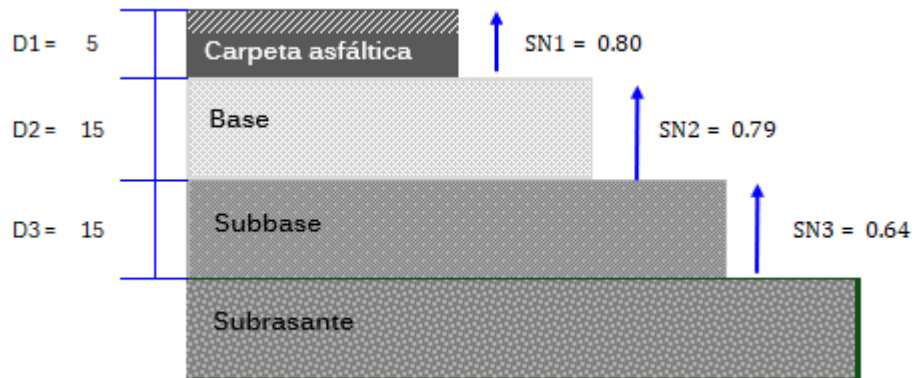 D1 = 5 Carpeta asfáltica SN1 = 0.80
D2 = 15 Base SN2 = 0.79
D3 = 15 Subbase SN3 = 0.64
Subrasante